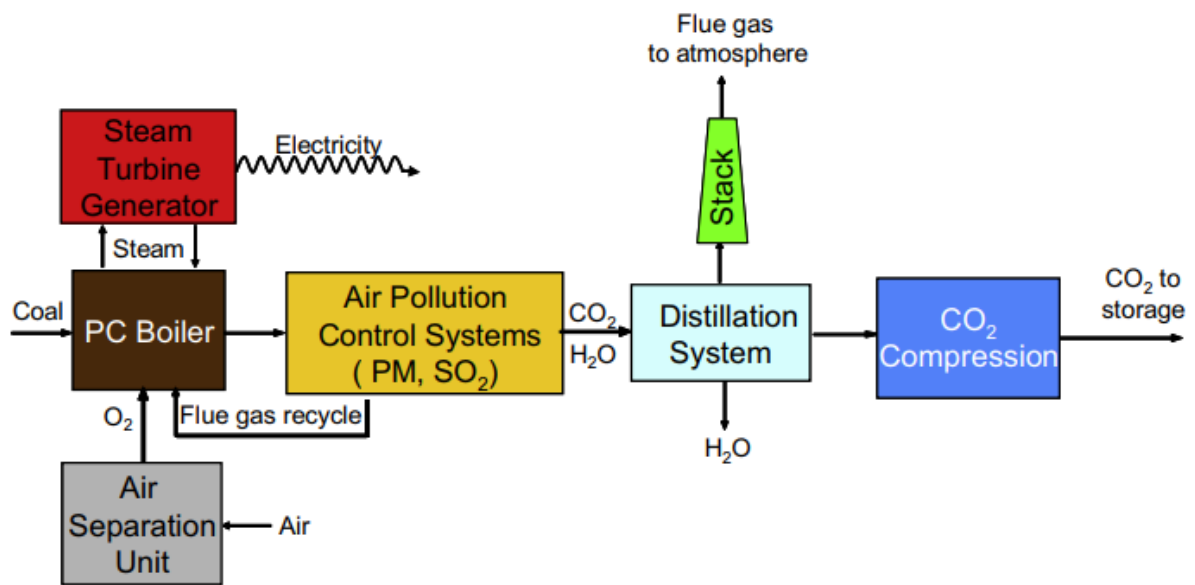 Flue gas
to atmosphere
Steam
Turbine
Generator
Electricity
Stack
Steam
Coal
PC Boiler
Air Pollution
Control Systems
( PM, SO₂)
CO₂
H₂O
Distillation
System
CO₂
Compression
CO₂ to
storage
O₂
Flue gas recycle
H₂O
Air
Separation
Unit
Air